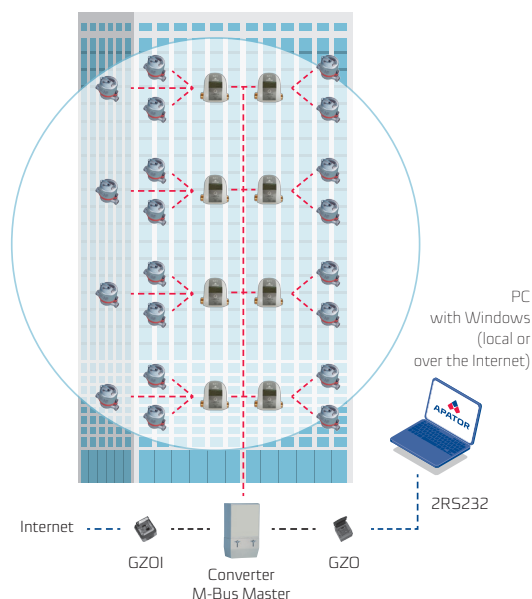 PC
with Windows
(local or
over the Internet)
APATOR
2RS232
Internet
GZOI
GZO
Converter
M-Bus Master